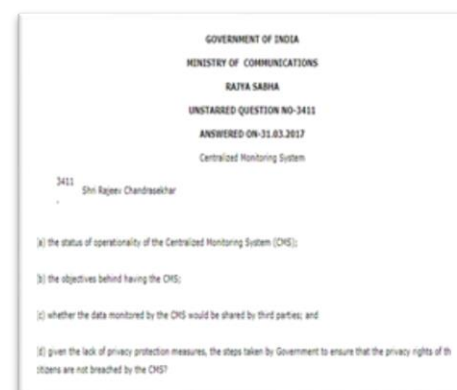 GOVERNMENT OF INDIA
MINISTRY OF COMMUNICATIONS
RAJYA SABHA
UNSTARRED QUESTION NO-3411
ANSWERED ON-31.03.2017
Centralized Monitoring System
3411
Shri Rajeev Chandrasekhar
.
(a) the status of operationality of the Centralized Monitoring System (CMS);
(b) the objectives behind having the CMS;
(c) whether the data monitored by the CMS would be shared by third parties; and
(d) given the lack of privacy protection measures, the steps taken by Government to ensure that the privacy rights of th
citizens are not breached by the CMS?